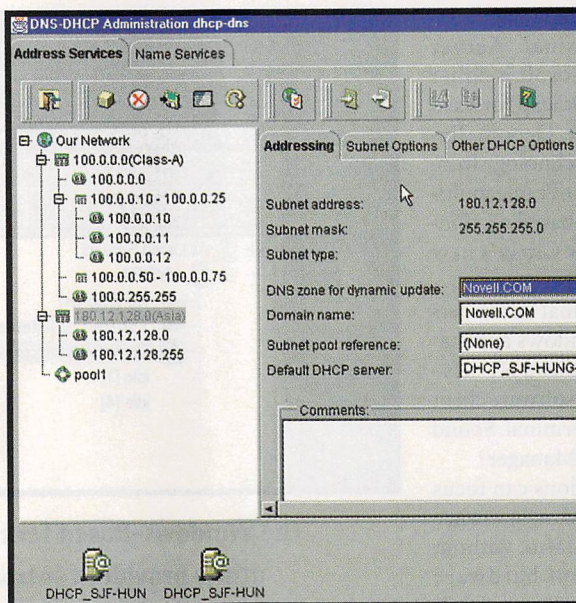 DNS-DHCP Administration dhcp-dns
Address Services Name Services
Our Network
100.0.0.0(Class-A)
100.0.0.0
100.0.0.10 - 100.0.0.25
100.0.0.10
100.0.0.11
100.0.0.12
100.0.0.50 - 100.0.0.75
100.0.255.255
180.12.128.0(Asia)
180.12.128.0
180.12.128.255
pool1
Addressing Subnet Options Other DHCP Options
Subnet address: 180.12.128.0
Subnet mask: 255.255.255.0
Subnet type:
DNS zone for dynamic update: Novell.COM
Domain name: Novell.COM
Subnet pool reference: (None)
Default DHCP server: DHCP_SJF-HUNG-
Comments:
DHCP_SJF-HUN DHCP_SJF-HUN